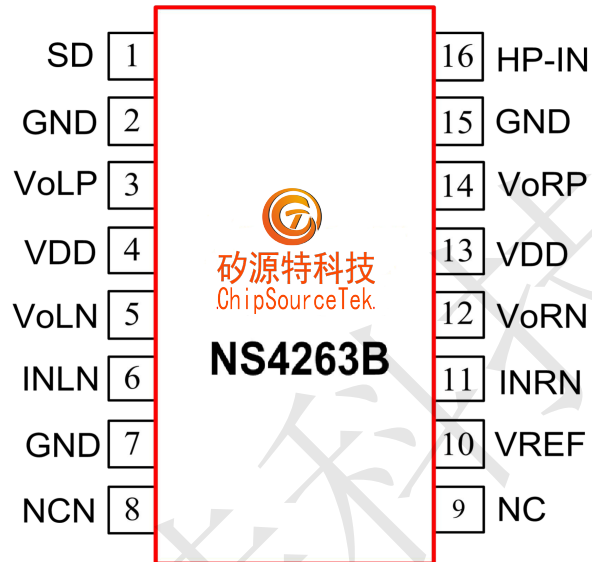 SD 1 16 HP-IN
GND 2 15 GND
VoLP 3 14 VoRP
VDD 4 13 VDD
VoLN 5 12 VoRN
INLN 6 11 INRN
GND 7 10 VREF
NCN 8 9 NC
矽源特科技
ChipSourceTek.
NS4263B